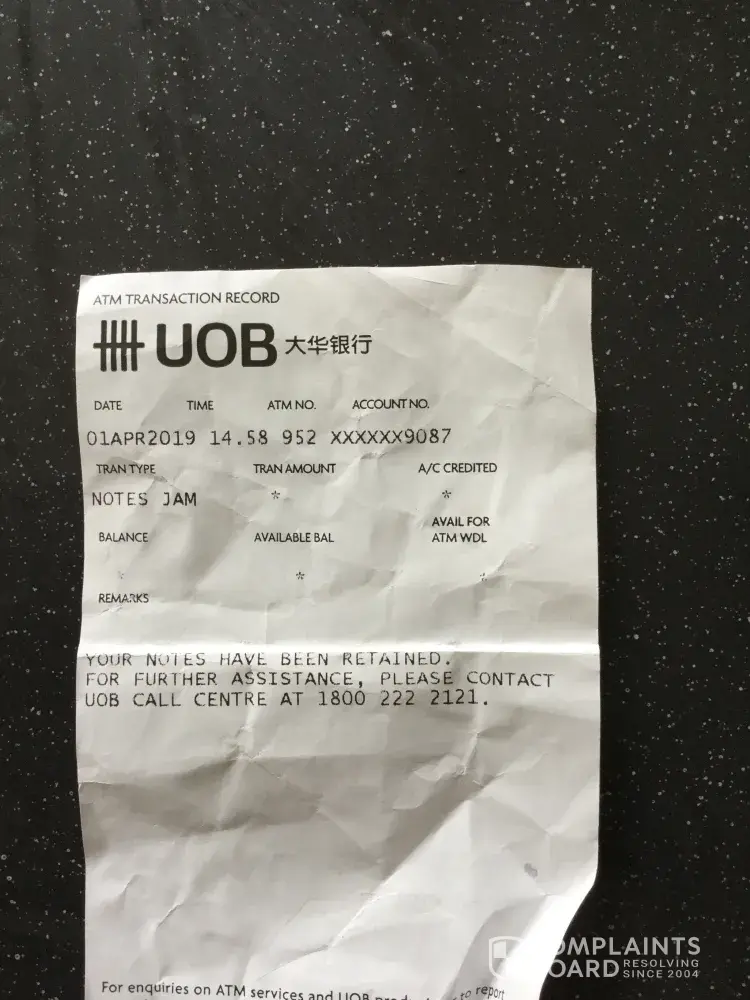 ATM TRANSACTION RECORD
UOB 大华银行
DATE TIME ATM NO. ACCOUNT NO.
01APR2019 14.58 952 XXXXXX9087
TRAN TYPE TRAN AMOUNT A/C CREDITED
NOTES JAM * *
AVAIL FOR
BALANCE AVAILABLE BAL ATM WDL
* * *
REMARKS
YOUR NOTES HAVE BEEN RETAINED.
FOR FURTHER ASSISTANCE, PLEASE CONTACT
UOB CALL CENTRE AT 1800 222 2121.
For enquiries on ATM services and UOB to report
COMPLAINTS
BOARD RESOLVING
SINCE 2004